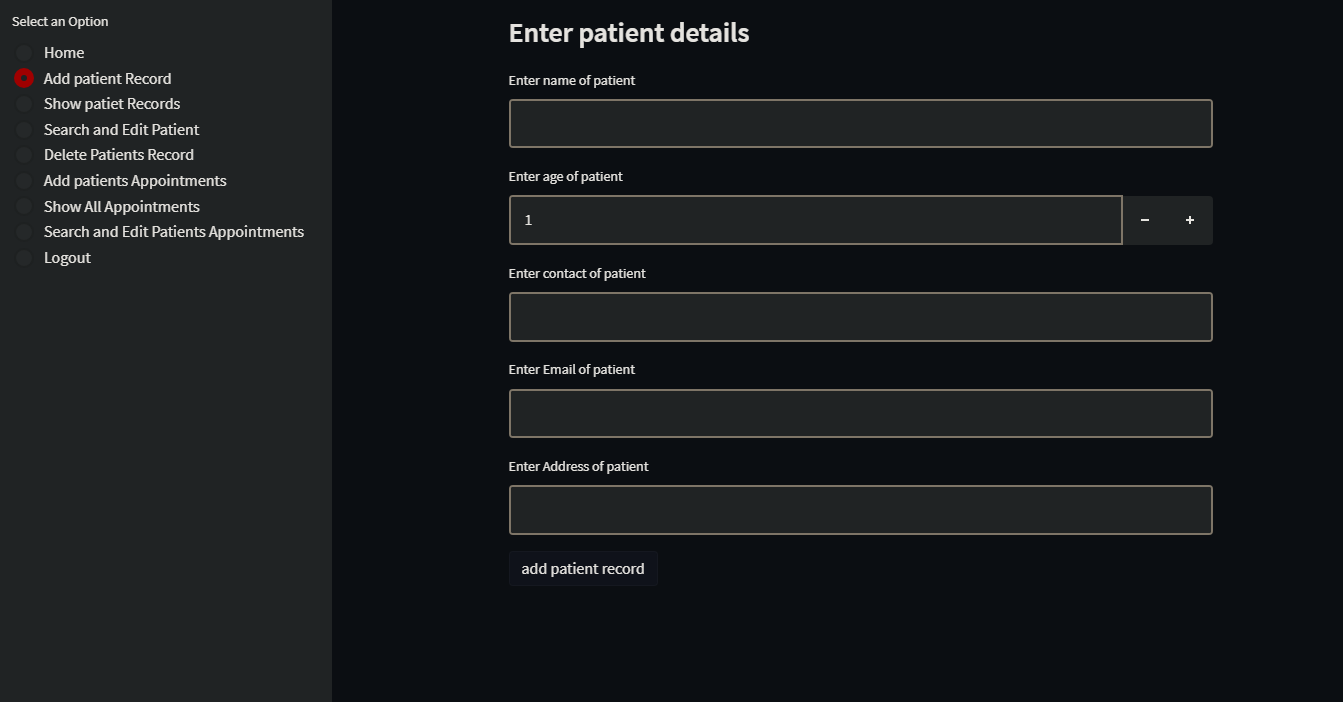 Select an Option
Home
Add patient Record
Show patiet Records
Search and Edit Patient
Delete Patients Record
Add patients Appointments
Show All Appointments
Search and Edit Patients Appointments
Logout
Enter patient details
Enter name of patient
Enter age of patient
1 − +
Enter contact of patient
Enter Email of patient
Enter Address of patient
add patient record